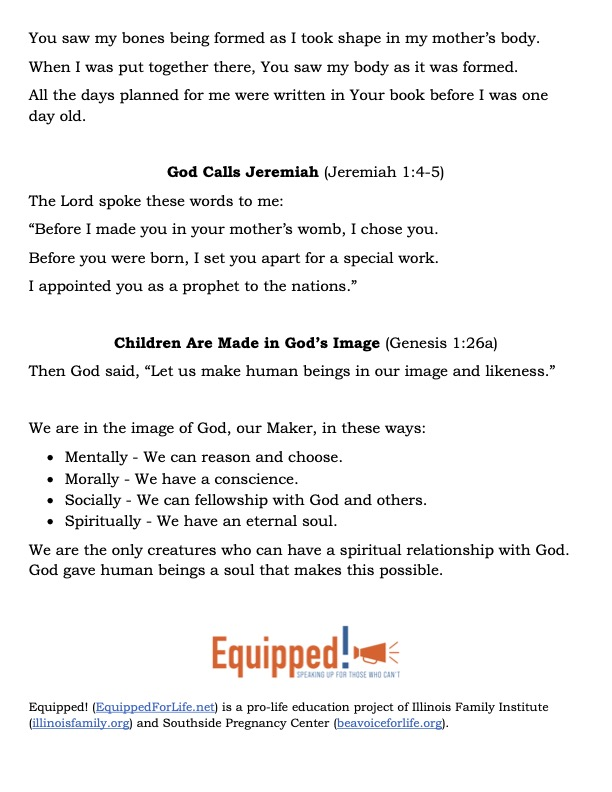 You saw my bones being formed as I took shape in my mother’s body.
When I was put together there, You saw my body as it was formed.
All the days planned for me were written in Your book before I was one
day old.
God Calls Jeremiah (Jeremiah 1:4-5)
The Lord spoke these words to me:
“Before I made you in your mother’s womb, I chose you.
Before you were born, I set you apart for a special work.
I appointed you as a prophet to the nations.”
Children Are Made in God’s Image (Genesis 1:26a)
Then God said, “Let us make human beings in our image and likeness.”
We are in the image of God, our Maker, in these ways:
• Mentally - We can reason and choose.
• Morally - We have a conscience.
• Socially - We can fellowship with God and others.
• Spiritually - We have an eternal soul.
We are the only creatures who can have a spiritual relationship with God.
God gave human beings a soul that makes this possible.
Equipped!
SPEAKING UP FOR THOSE WHO CAN'T
Equipped! (EquippedForLife.net) is a pro-life education project of Illinois Family Institute
(illinoisfamily.org) and Southside Pregnancy Center (beavoiceforlife.org).